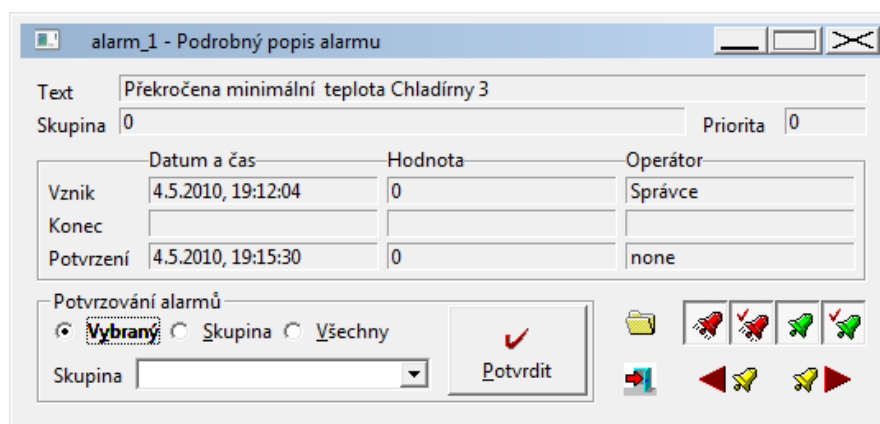 alarm_1 - Podrobný popis alarmu
Text Překročena minimální teplota Chladírny 3
Skupina 0 Priorita 0
Datum a čas Hodnota Operátor
Vznik 4.5.2010, 19:12:04 0 Správce
Konec
Potvrzení 4.5.2010, 19:15:30 0 none
Potvrzování alarmů
Vybraný Skupina Všechny
Skupina Potvrdit